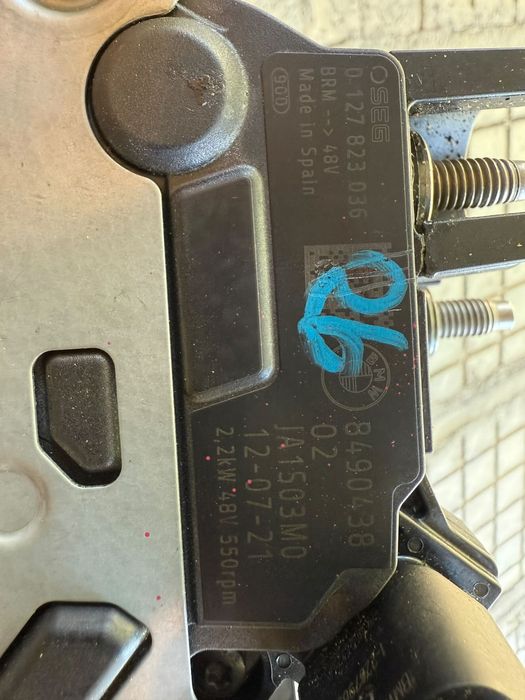 SEG
0 127 823 036
BRM --> 48V
Made in Spain
BMW
8490438
02
JA1503M0
12-07-21
2,2kW 48V 550rpm